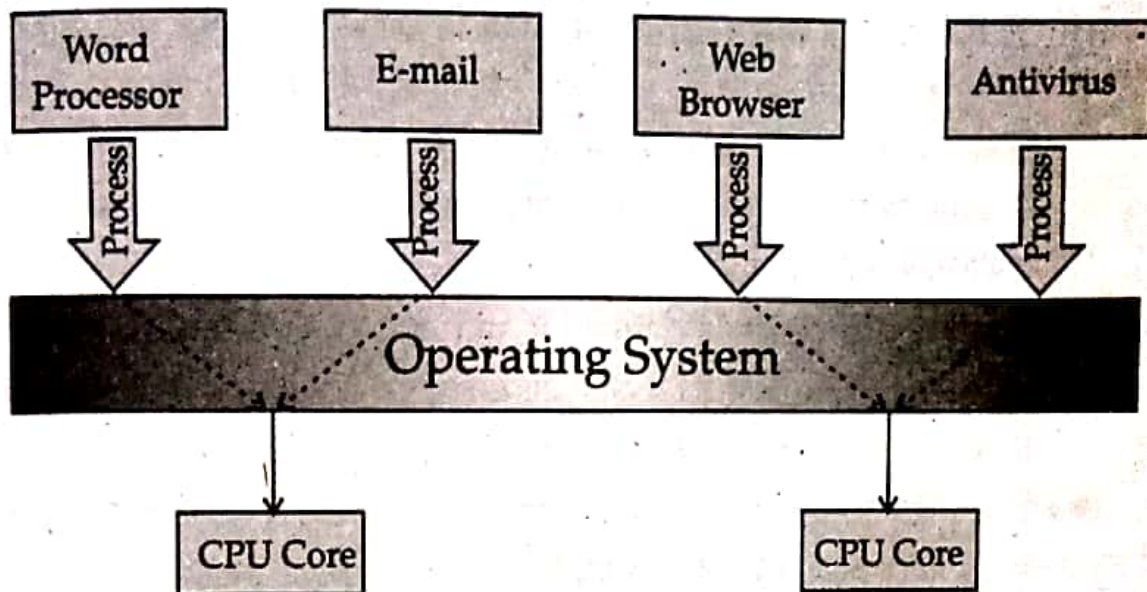 Word
Processor
E-mail
Web
Browser
Antivirus
Process
Process
Process
Process
Operating System
CPU Core
CPU Core